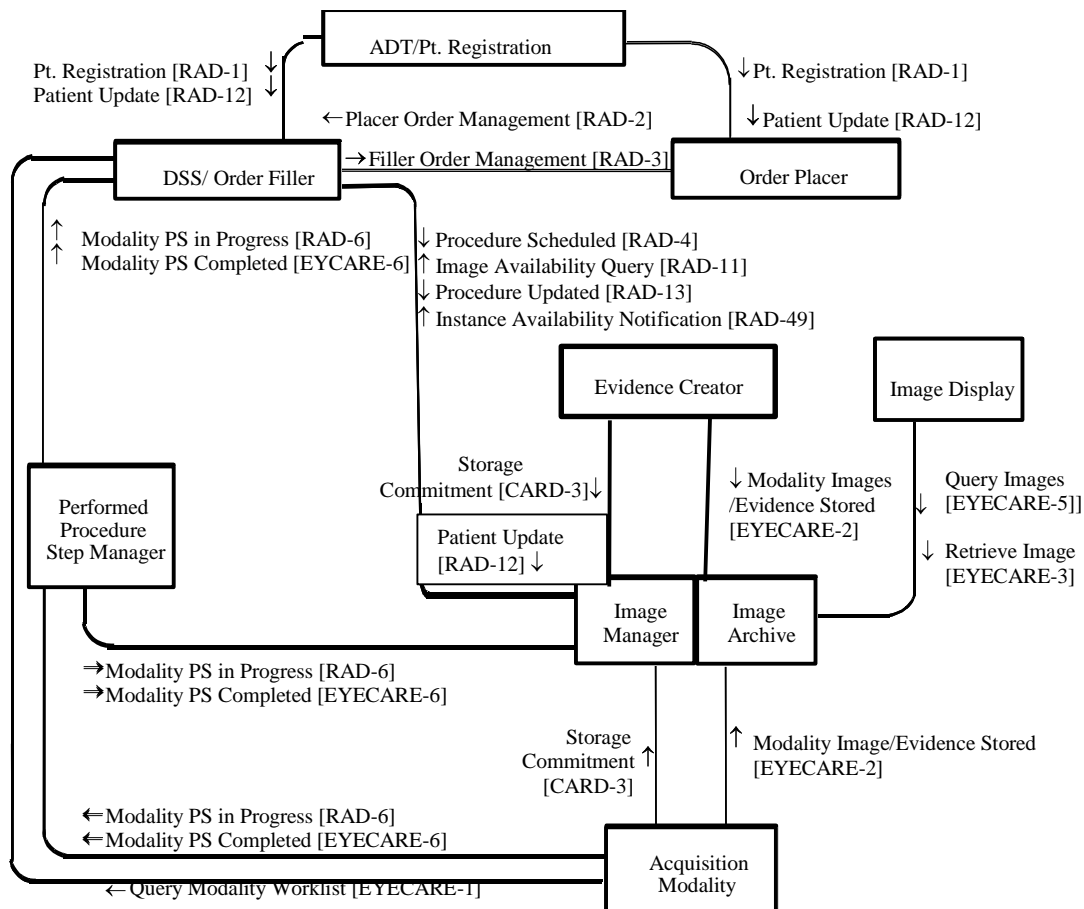 ADT/Pt. Registration
Pt. Registration [RAD-1] ↓
Patient Update [RAD-12] ↓
↓ Pt. Registration [RAD-1]
↓ Patient Update [RAD-12]
← Placer Order Management [RAD-2]
→ Filler Order Management [RAD-3]
DSS/ Order Filler
Order Placer
↑ Modality PS in Progress [RAD-6]
↑ Modality PS Completed [EYCARE-6]
↓ Procedure Scheduled [RAD-4]
↑ Image Availability Query [RAD-11]
↓ Procedure Updated [RAD-13]
↑ Instance Availability Notification [RAD-49]
Evidence Creator
Image Display
Storage
Commitment [CARD-3]↓
↓ Modality Images
/Evidence Stored
[EYECARE-2]
Query Images
↓ [EYECARE-5]]
↓ Retrieve Image
[EYECARE-3]
Performed
Procedure
Step Manager
Patient Update
[RAD-12] ↓
Image
Manager
Image
Archive
⇒ Modality PS in Progress [RAD-6]
⇒ Modality PS Completed [EYECARE-6]
Storage
Commitment ↑
[CARD-3]
↑ Modality Image/Evidence Stored
[EYECARE-2]
⇐ Modality PS in Progress [RAD-6]
⇐ Modality PS Completed [EYECARE-6]
← Query Modality Worklist [EYECARE-1]
Acquisition
Modality